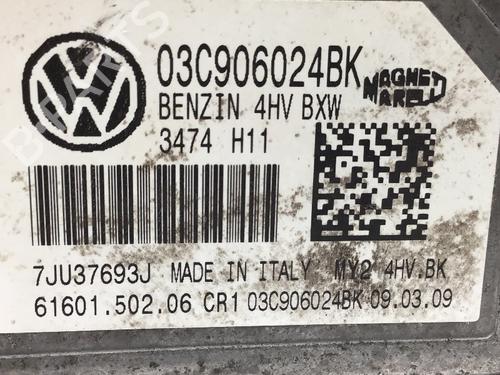 03C906024BK
BENZIN 4HV BXW
MAGNETI MARELLI
3474 H11
7JU37693J MADE IN ITALY MY2 4HV.BK
61601.502.06 CR1 03C906024BK 09.03.09